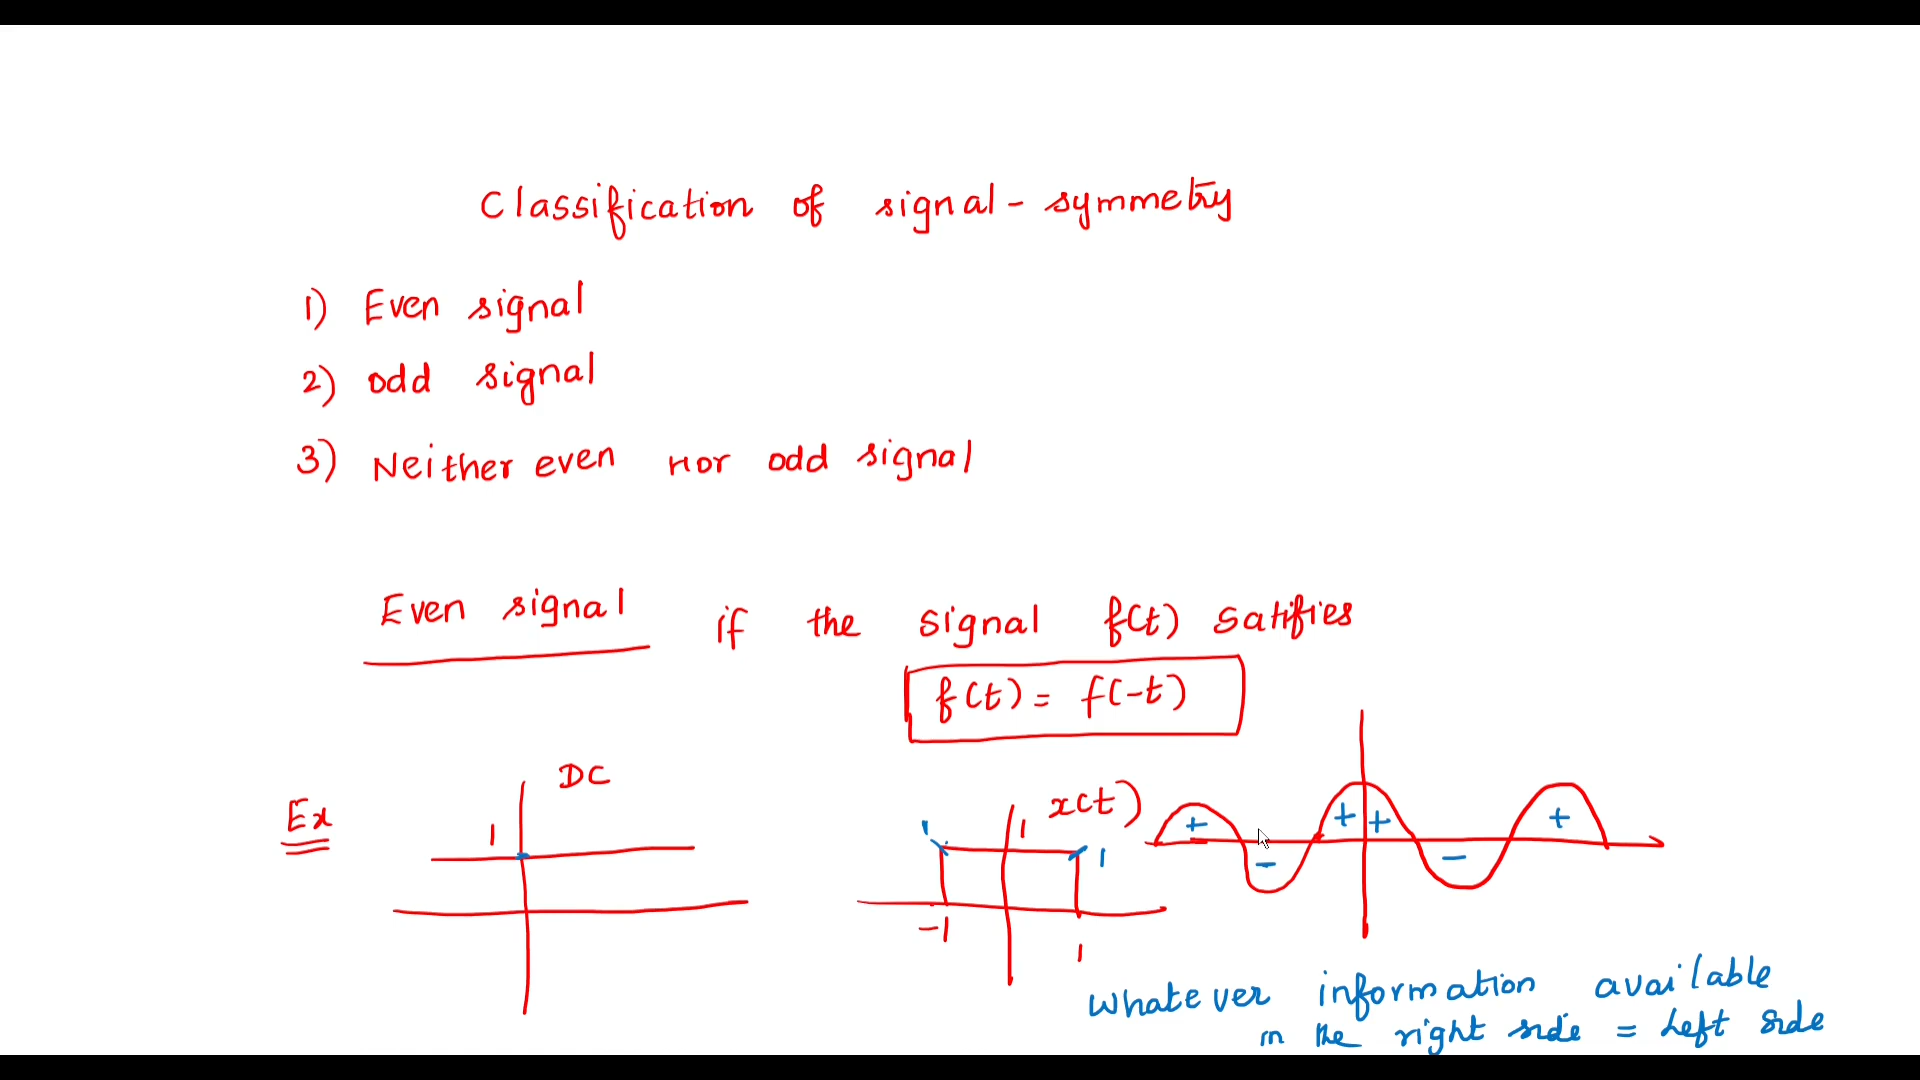 Classification of signal - symmetry
1) Even signal
2) odd signal
3) Neither even nor odd signal
Even signal if the signal f(t) satifies
f(t) = f(-t)
Ex
DC
1
x(t)
1
1
1
-1
1
+ - + + - +
Whatever information available
in the right side = Left side